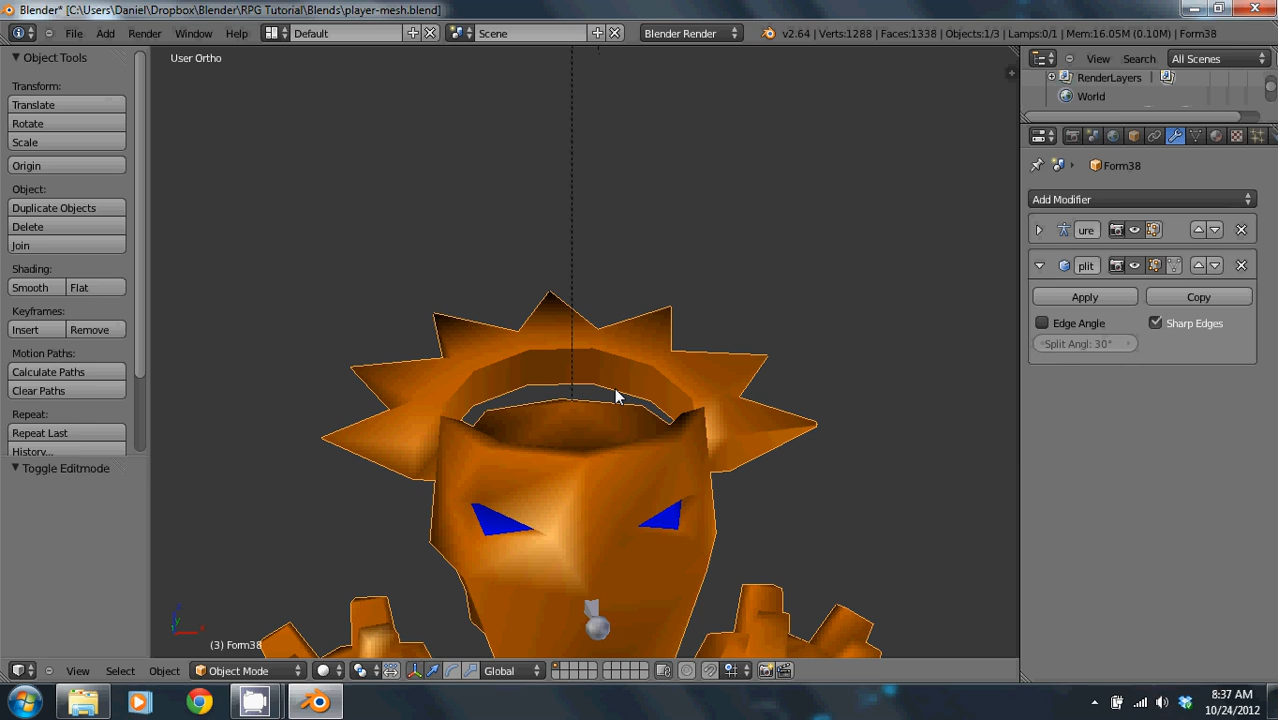 Blender* [C:\Users\Daniel\Dropbox\Blender\RPG Tutorial\Blends\player-mesh.blend]
File Add Render Window Help Default Scene Blender Render v2.64 | Verts:1288 | Faces:1338 | Objects:1/3 | Lamps:0/1 | Mem:16.05M (0.10M) | Form38
Object Tools
User Ortho
View Search All Scenes
RenderLayers
World
Transform:
Translate
Rotate
Scale
Origin
Form38
Object:
Add Modifier
Duplicate Objects
Delete
ure
Join
plit
Shading:
Smooth Flat
Apply Copy
Keyframes:
Insert Remove
Edge Angle Sharp Edges
Split Angl: 30°
Motion Paths:
Calculate Paths
Clear Paths
Repeat:
Repeat Last
History...
Toggle Editmode
(3) Form38
View Select Object Object Mode Global
8:37 AM
10/24/2012